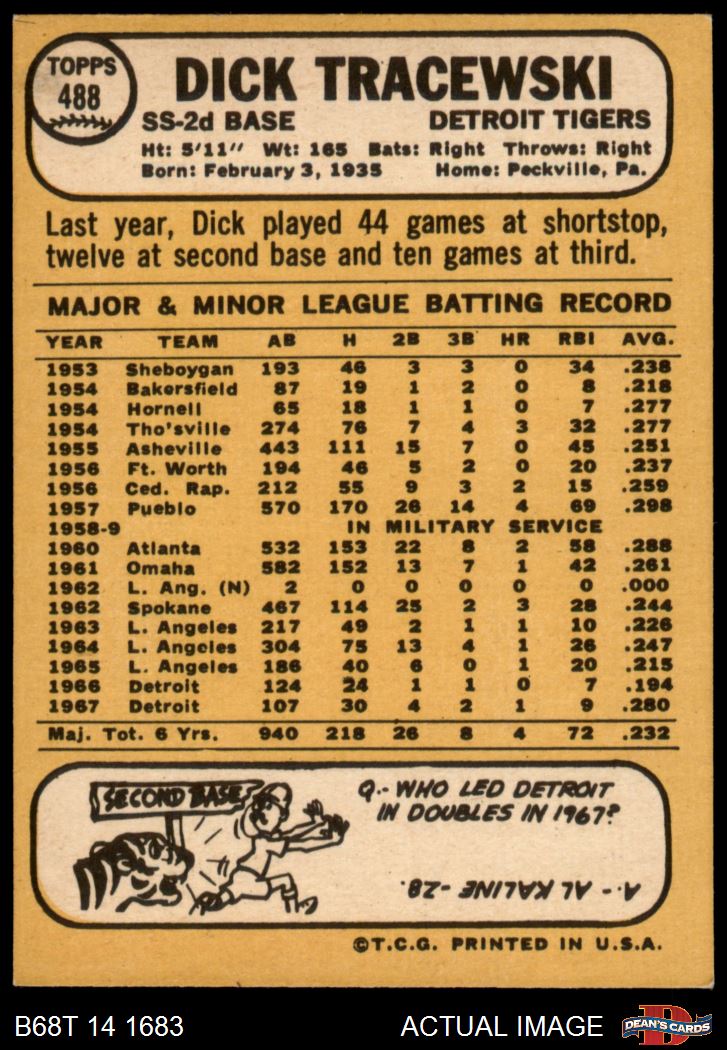 TOPPS
488
DICK TRACEWSKI
SS-2d BASE DETROIT TIGERS
Ht: 5'11" Wt: 165 Bats: Right Throws: Right
Born: February 3, 1935 Home: Peckville, Pa.
Last year, Dick played 44 games at shortstop,
twelve at second base and ten games at third.
MAJOR & MINOR LEAGUE BATTING RECORD
YEAR TEAM AB H 2B 3B HR RBI AVG.
1953 Sheboygan 193 46 3 3 0 34 .238
1954 Bakersfield 87 19 1 2 0 8 .218
1954 Hornell 65 18 1 1 0 7 .277
1954 Tho'sville 274 76 7 4 3 32 .277
1955 Asheville 443 111 15 7 0 45 .251
1956 Ft. Worth 194 46 5 2 0 20 .237
1956 Ced. Rap. 212 55 9 3 2 15 .259
1957 Pueblo 570 170 26 14 4 69 .298
1958-9 IN MILITARY SERVICE
1960 Atlanta 532 153 22 8 2 58 .288
1961 Omaha 582 152 13 7 1 42 .261
1962 L. Ang. (N) 2 0 0 0 0 0 .000
1962 Spokane 467 114 25 2 3 28 .244
1963 L. Angeles 217 49 2 1 1 10 .226
1964 L. Angeles 304 75 13 4 1 26 .247
1965 L. Angeles 186 40 6 0 1 20 .215
1966 Detroit 124 24 1 1 0 7 .194
1967 Detroit 107 30 4 2 1 9 .280
Maj. Tot. 6 Yrs. 940 218 26 8 4 72 .232
SECOND BASE
Q.- WHO LED DETROIT
IN DOUBLES IN 1967?
A.- AL KALINE -28.
©T.C.G. PRINTED IN U.S.A.
B68T 14 1683 ACTUAL IMAGE
D
DEAN'S CARDS